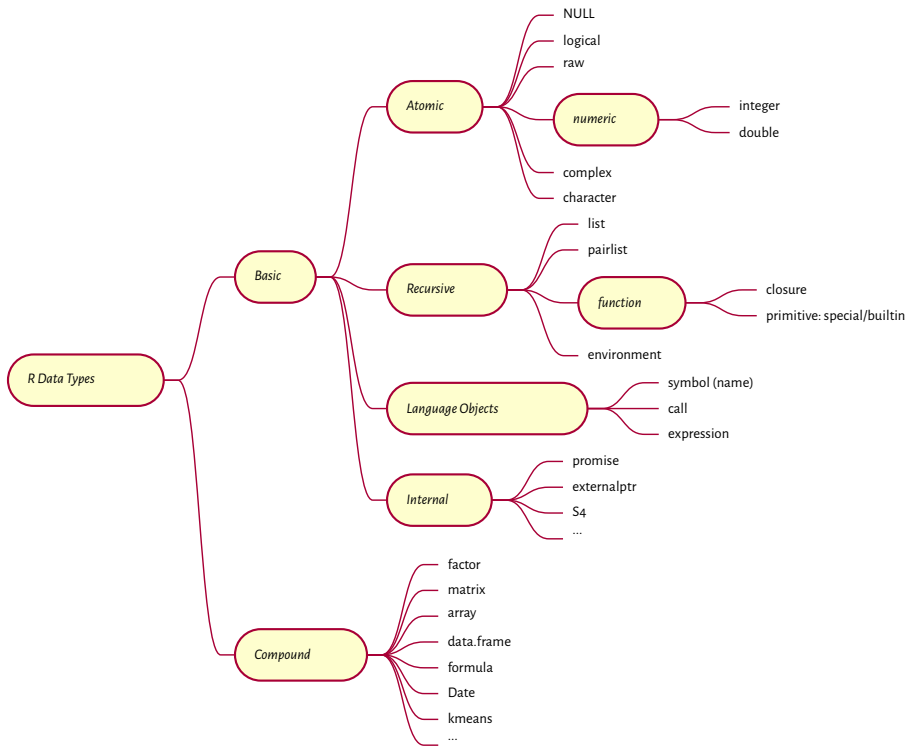 R Data Types
Basic
Atomic
NULL
logical
raw
numeric
integer
double
complex
character
Recursive
list
pairlist
function
closure
primitive: special/builtin
environment
Language Objects
symbol (name)
call
expression
Internal
promise
externalptr
S4
...
Compound
factor
matrix
array
data.frame
formula
Date
kmeans
...